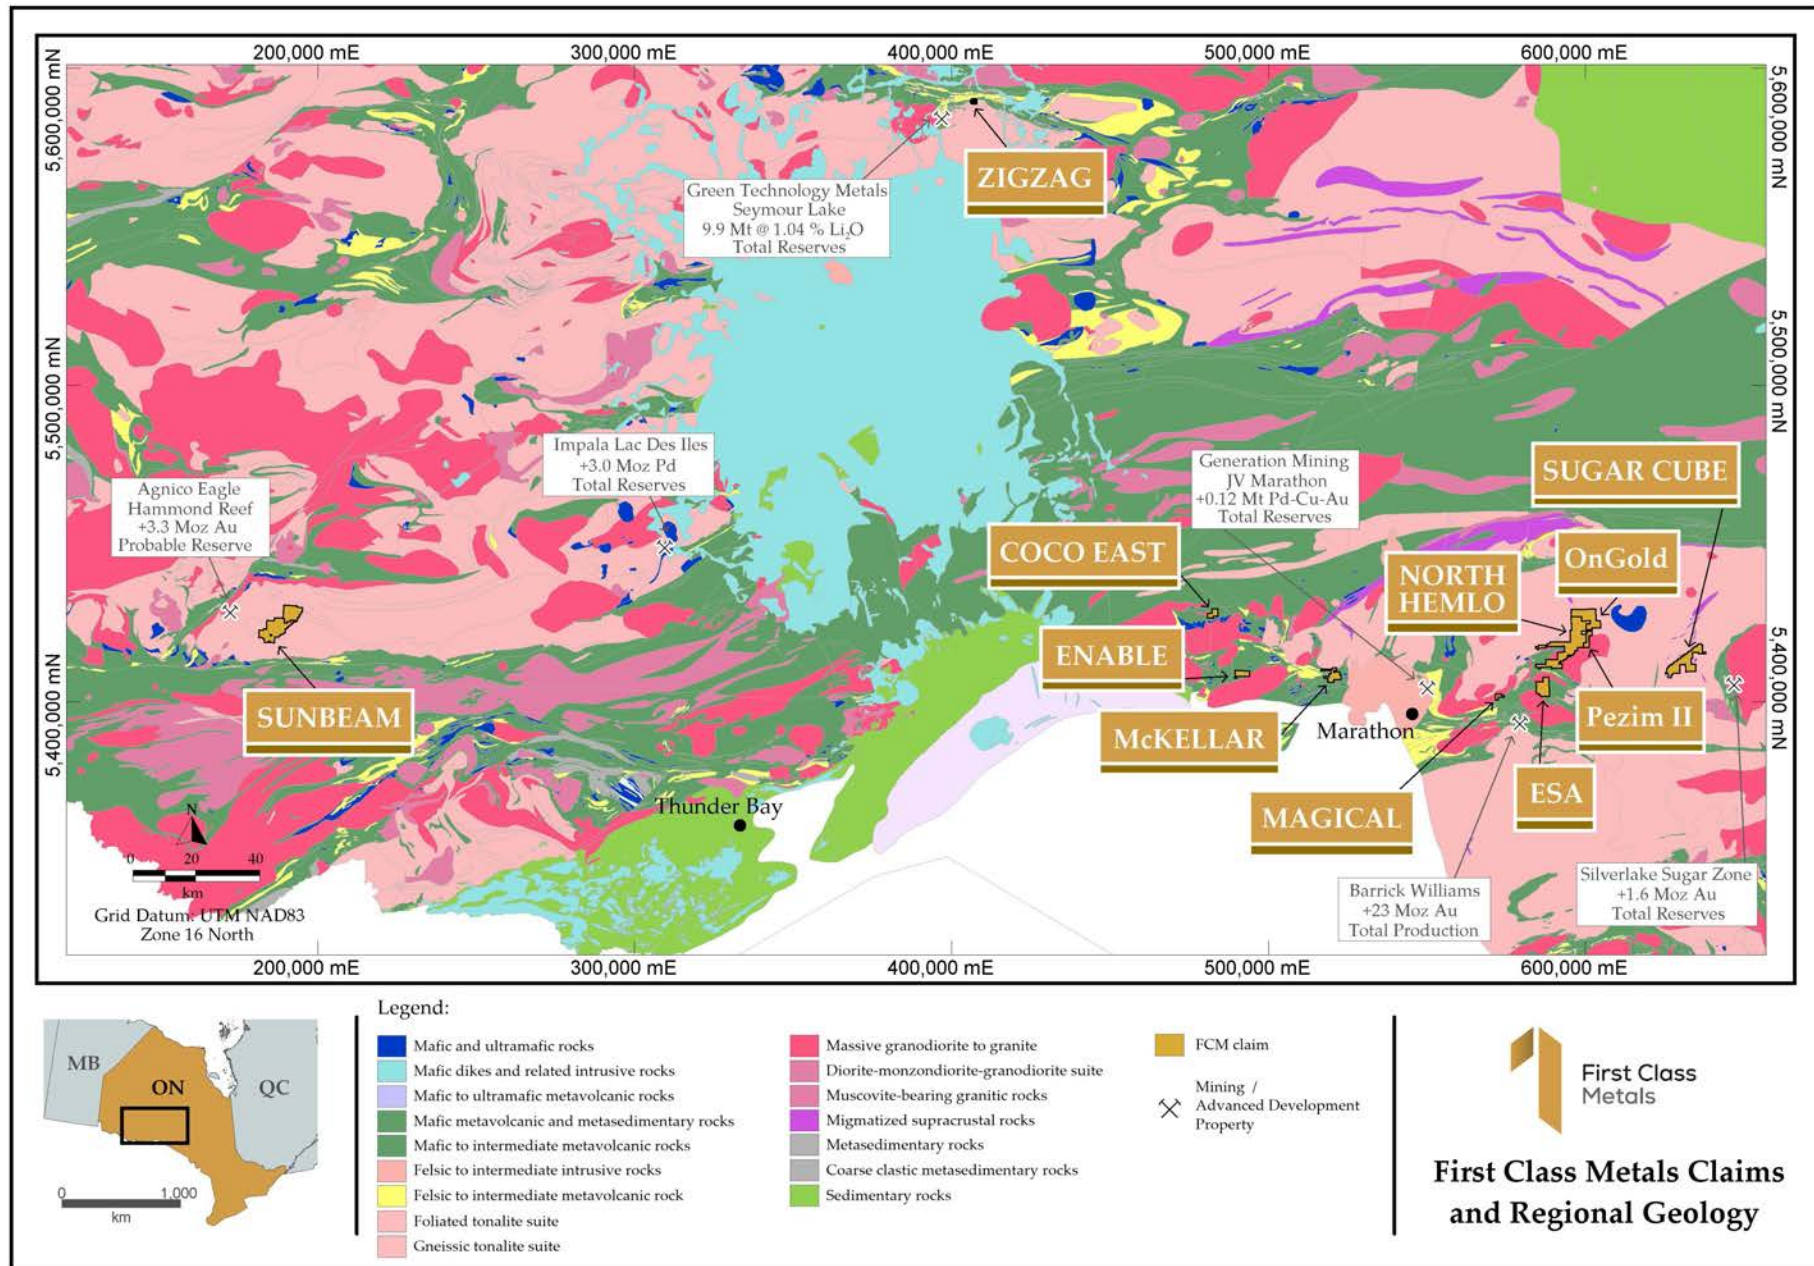 200,000 mE
300,000 mE
400,000 mE
500,000 mE
600,000 mE
5,600,000 mN
5,600,000 mN
ZIGZAG
Green Technology Metals
Seymour Lake
9.9 Mt @ 1.04 % Li₂O
Total Reserves
5,500,000 mN
5,500,000 mN
Impala Lac Des Iles
+3.0 Moz Pd
Total Reserves
Generation Mining
JV Marathon
+0.12 Mt Pd-Cu-Au
Total Reserves
SUGAR CUBE
Agnico Eagle
Hammond Reef
+3.3 Moz Au
Probable Reserve
COCO EAST
OnGold
NORTH
HEMLO
ENABLE
5,400,000 mN
5,400,000 mN
SUNBEAM
McKELLAR
Marathon
Pezim II
ESA
MAGICAL
Thunder Bay
N
0 20 40
km
Grid Datum: UTM NAD83
Zone 16 North
Barrick Williams
+23 Moz Au
Total Production
Silverlake Sugar Zone
+1.6 Moz Au
Total Reserves
200,000 mE
300,000 mE
400,000 mE
500,000 mE
600,000 mE
MB
ON
QC
0 1,000
km
Legend:
Mafic and ultramafic rocks
Mafic dikes and related intrusive rocks
Mafic to ultramafic metavolcanic rocks
Mafic metavolcanic and metasedimentary rocks
Mafic to intermediate metavolcanic rocks
Felsic to intermediate intrusive rocks
Felsic to intermediate metavolcanic rock
Foliated tonalite suite
Gneissic tonalite suite
Massive granodiorite to granite
Diorite-monzondiorite-granodiorite suite
Muscovite-bearing granitic rocks
Migmatized supracrustal rocks
Metasedimentary rocks
Coarse clastic metasedimentary rocks
Sedimentary rocks
FCM claim
Mining /
Advanced Development
Property
First Class
Metals
First Class Metals Claims
and Regional Geology